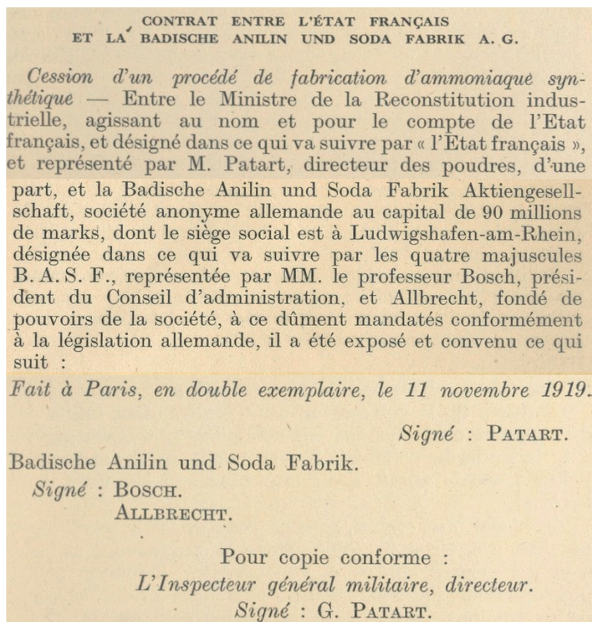 CONTRAT ENTRE L'ÉTAT FRANÇAIS
ET LA BADISCHE ANILIN UND SODA FABRIK A. G.
Cession d'un procédé de fabrication d'ammoniaque syn-
thétique — Entre le Ministre de la Reconstitution indus-
trielle, agissant au nom et pour le compte de l'Etat
français, et désigné dans ce qui va suivre par « l'Etat français »,
et représenté par M. Patart, directeur des poudres, d'une
part, et la Badische Anilin und Soda Fabrik Aktiengesell-
schaft, société anonyme allemande au capital de 90 millions
de marks, dont le siège social est à Ludwigshafen-am-Rhein,
désignée dans ce qui va suivre par les quatre majuscules
B. A. S. F., représentée par MM. le professeur Bosch, prési-
dent du Conseil d'administration, et Allbrecht, fondé de
pouvoirs de la société, à ce dûment mandatés conformément
à la législation allemande, il a été exposé et convenu ce qui
suit :
Fait à Paris, en double exemplaire, le 11 novembre 1919.
Signé : PATART.
Badische Anilin und Soda Fabrik.
Signé : BOSCH.
ALLBRECHT.
Pour copie conforme :
L'Inspecteur général militaire, directeur.
Signé : G. PATART.